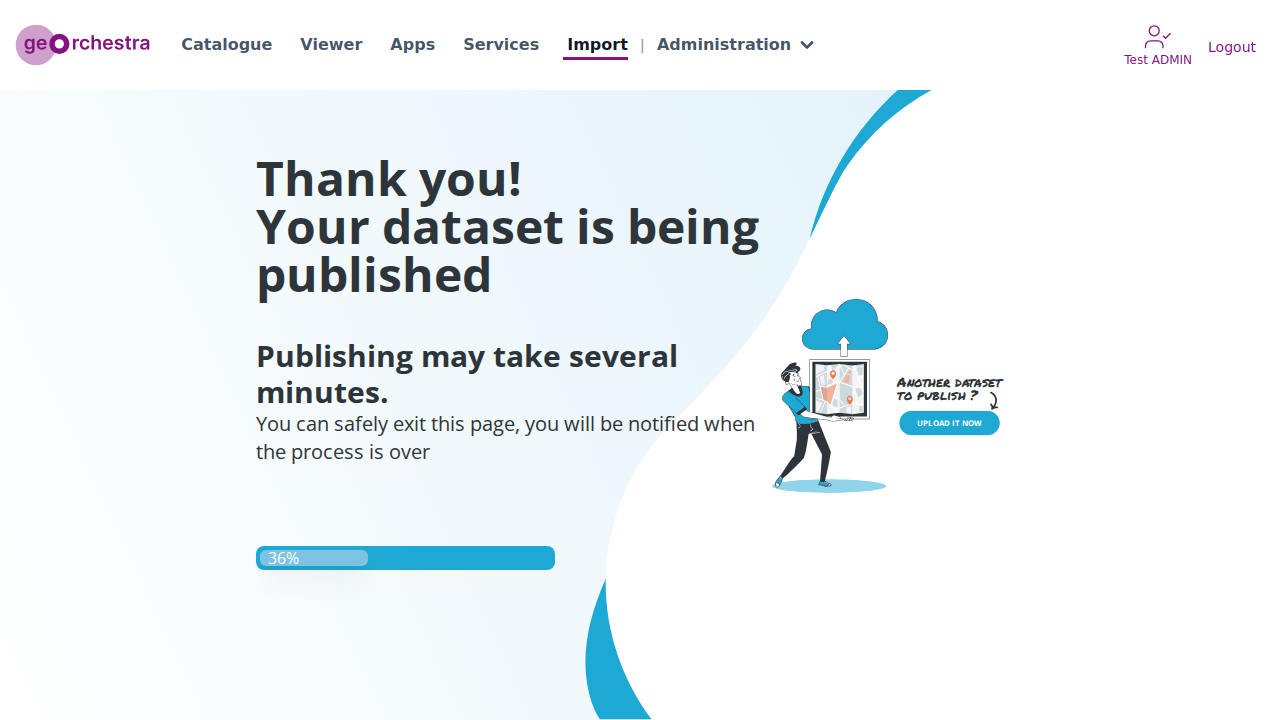 geOrchestra
Catalogue
Viewer
Apps
Services
Import
|
Administration
Test ADMIN
Logout
Thank you!
Your dataset is being
published
Publishing may take several
minutes.
You can safely exit this page, you will be notified when
the process is over
Another dataset
to publish ?
UPLOAD IT NOW
36%